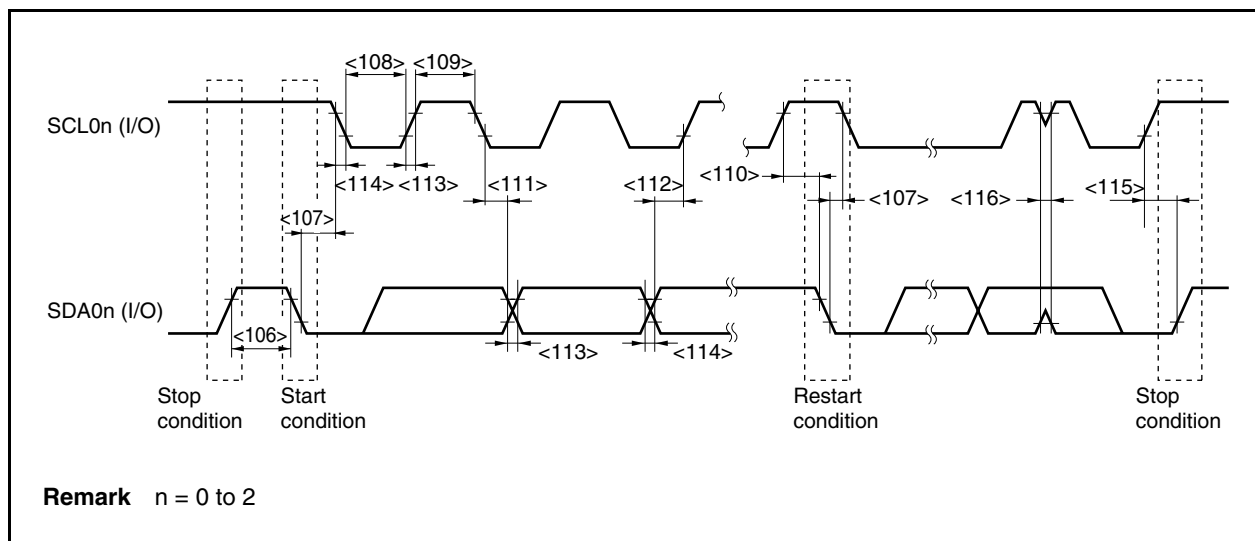 <108> <109>
SCL0n (I/O)
<114> <113> <111> <112> <110> <107> <116> <115>
<107>
SDA0n (I/O)
<106> <113> <114>
Stop condition
Start condition
Restart condition
Stop condition
Remark n = 0 to 2